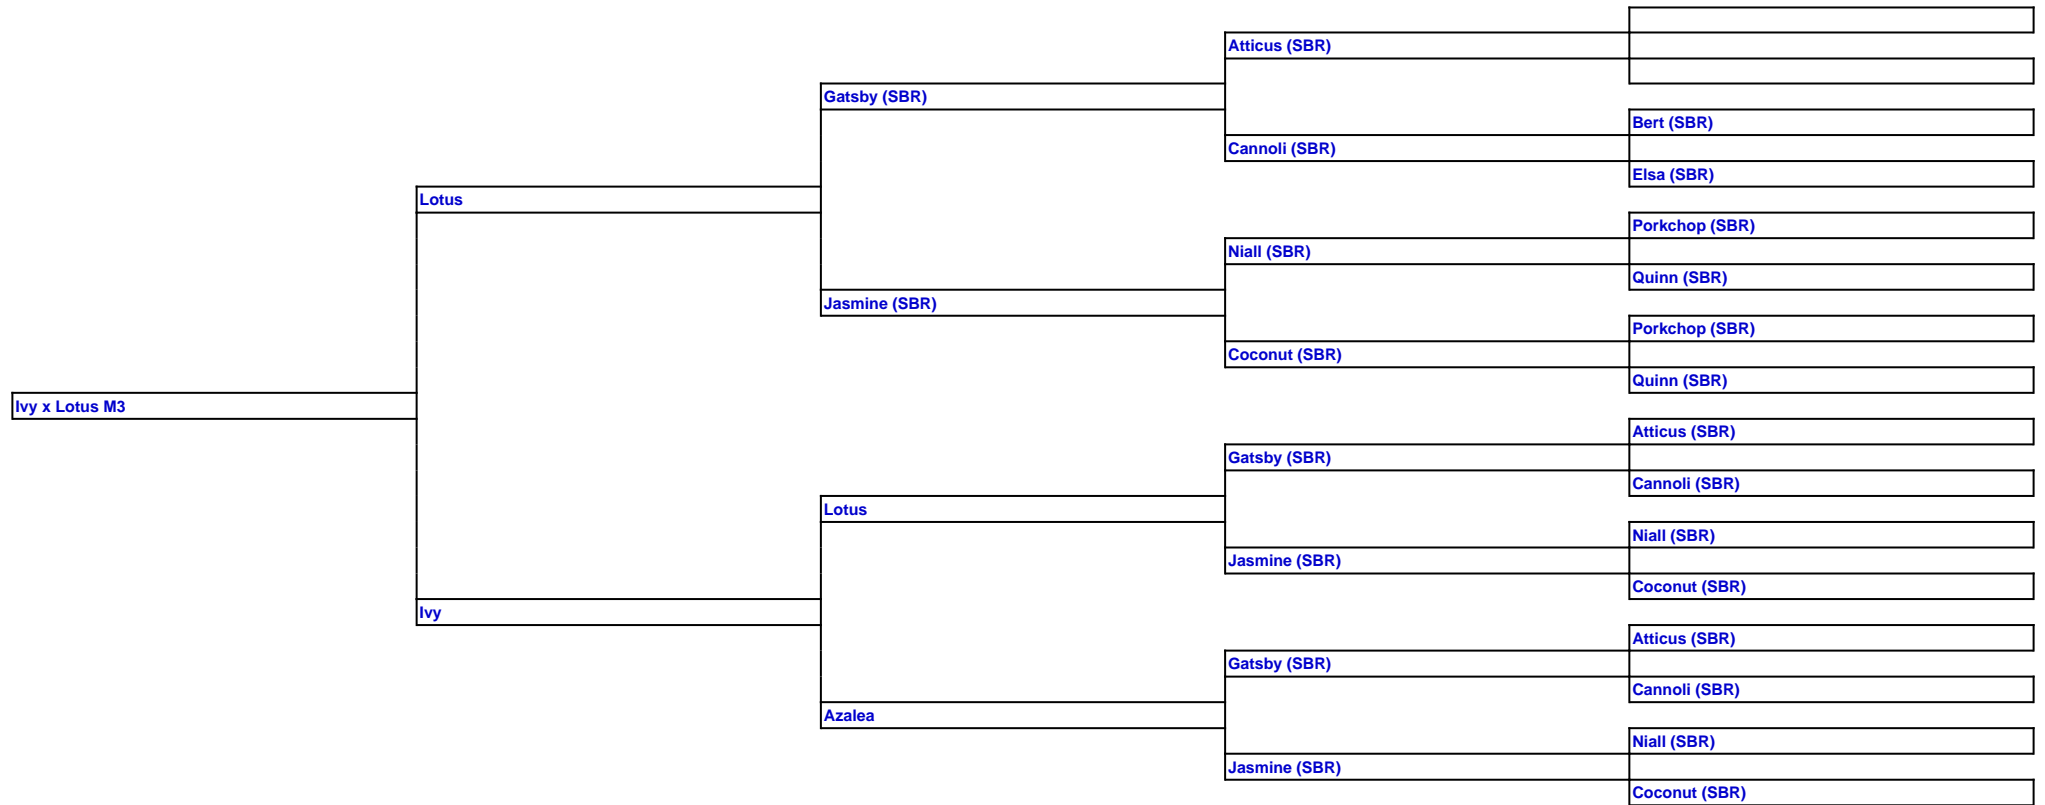 Atticus (SBR)
Gatsby (SBR)
Bert (SBR)
Cannoli (SBR)
Elsa (SBR)
Lotus
Porkchop (SBR)
Niall (SBR)
Quinn (SBR)
Jasmine (SBR)
Porkchop (SBR)
Coconut (SBR)
Quinn (SBR)
Ivy x Lotus M3
Atticus (SBR)
Gatsby (SBR)
Cannoli (SBR)
Lotus
Niall (SBR)
Jasmine (SBR)
Coconut (SBR)
Ivy
Atticus (SBR)
Gatsby (SBR)
Cannoli (SBR)
Azalea
Niall (SBR)
Jasmine (SBR)
Coconut (SBR)